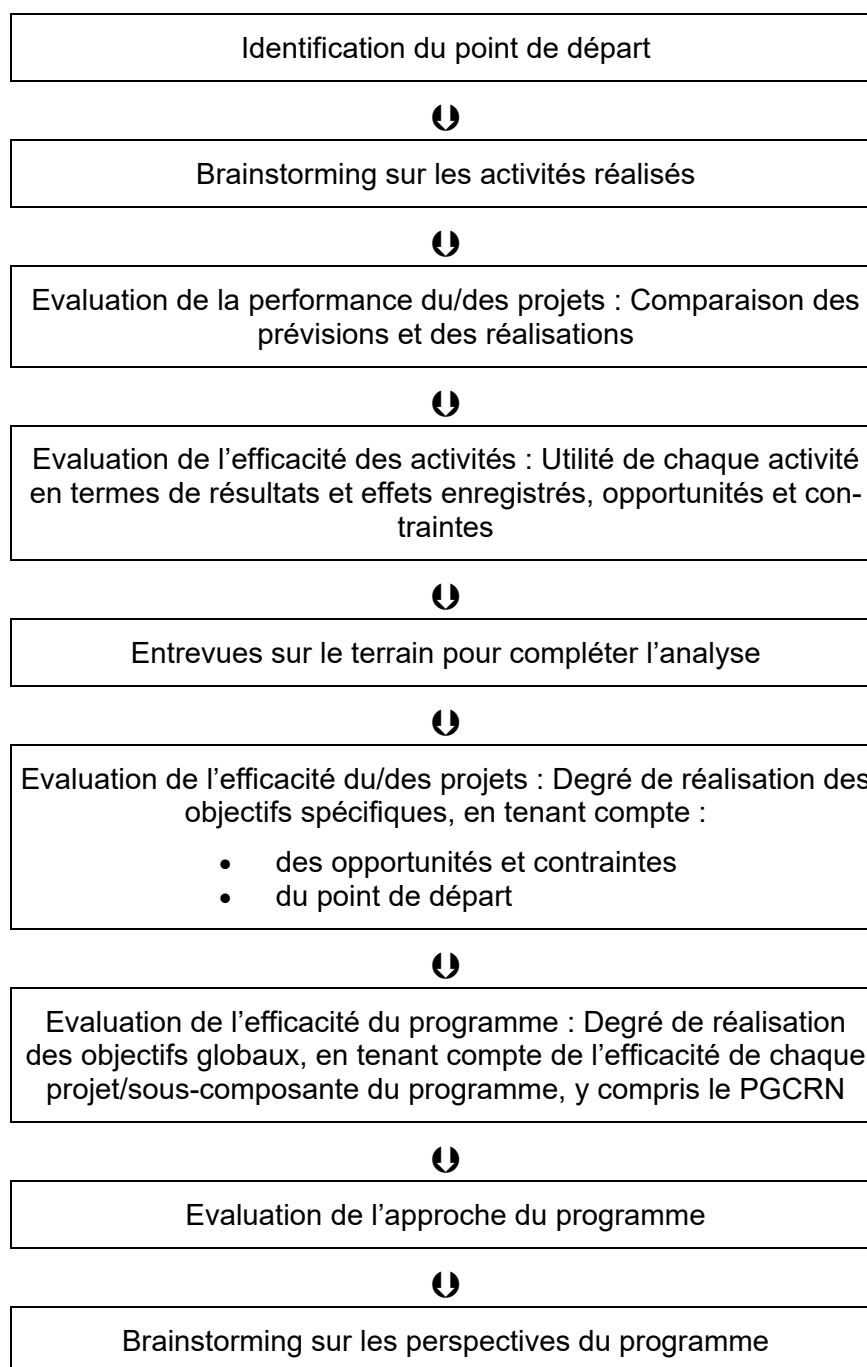 Identification du point de départ
Brainstorming sur les activités réalisés
Evaluation de la performance du/des projets : Comparaison des
prévisions et des réalisations
Evaluation de l’efficacité des activités : Utilité de chaque activité
en termes de résultats et effets enregistrés, opportunités et con-
traintes
Entrevues sur le terrain pour compléter l’analyse
Evaluation de l’efficacité du/des projets : Degré de réalisation des
objectifs spécifiques, en tenant compte :
• des opportunités et contraintes
• du point de départ
Evaluation de l’efficacité du programme : Degré de réalisation
des objectifs globaux, en tenant compte de l’efficacité de chaque
projet/sous-composante du programme, y compris le PGCRN
Evaluation de l’approche du programme
Brainstorming sur les perspectives du programme